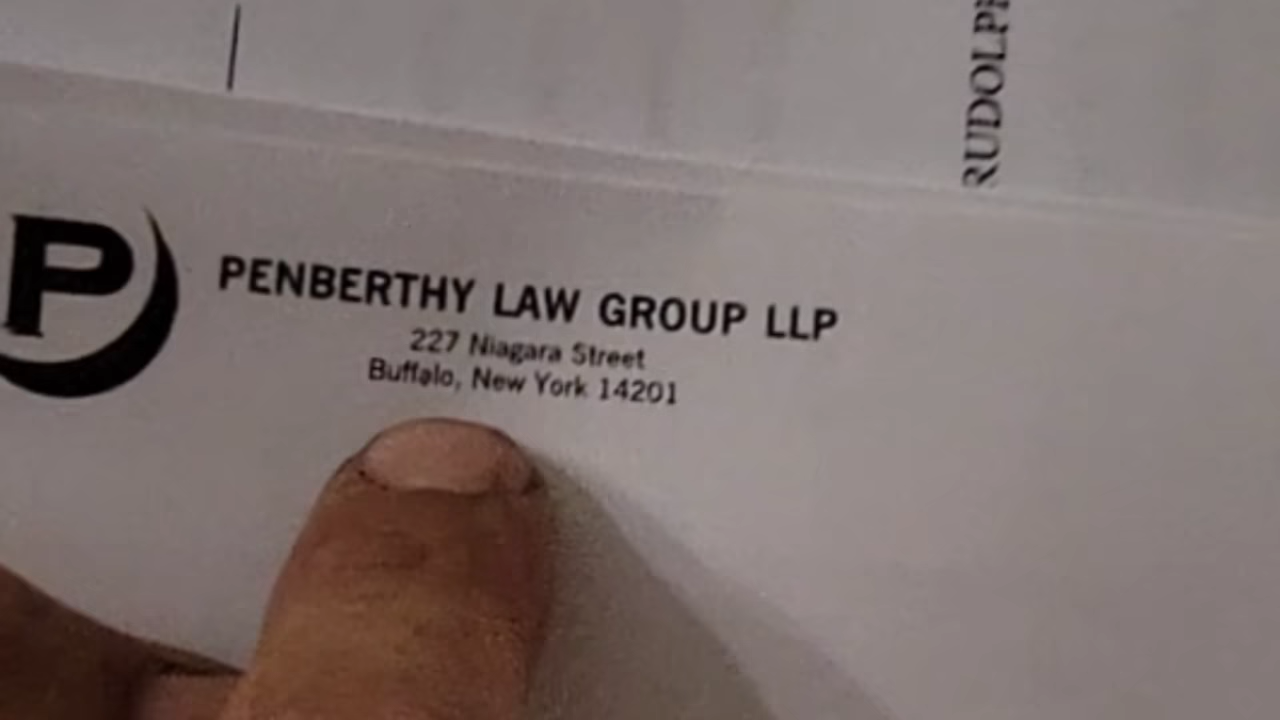 P
PENBERTHY LAW GROUP LLP
227 Niagara Street
Buffalo, New York 14201